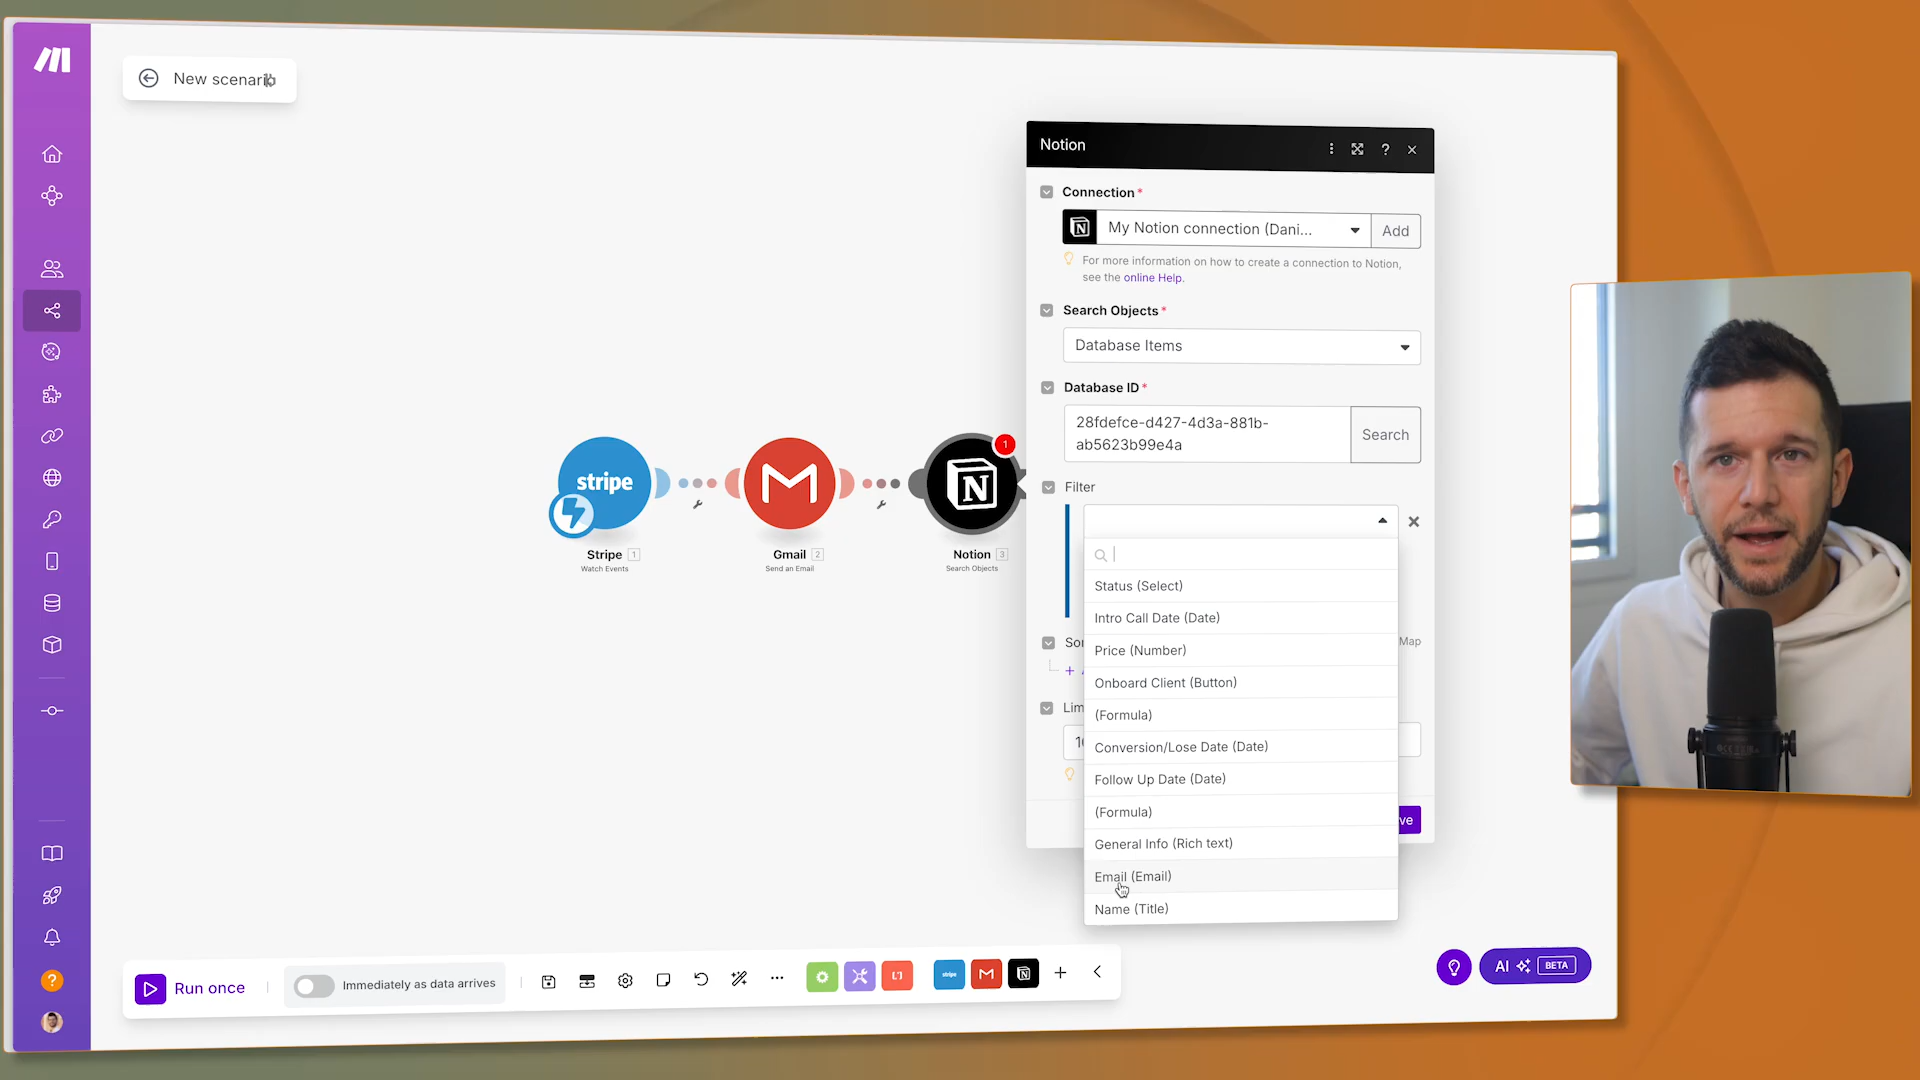 New scenario
Notion
Connection *
My Notion connection (Dani...
Add
For more information on how to create a connection to Notion,
see the online Help.
Search Objects *
Database Items
Database ID *
28fdefce-d427-4d3a-881b-
ab5623b99e4a
Search
Filter
Status (Select)
Intro Call Date (Date)
Price (Number)
Onboard Client (Button)
(Formula)
Conversion/Lose Date (Date)
Follow Up Date (Date)
(Formula)
General Info (Rich text)
Email (Email)
Name (Title)
Map
stripe
1
Stripe 1
Watch Events
Gmail 2
Send an Email
Notion 3
Search Objects
Run once
Immediately as data arrives
stripe
AI BETA